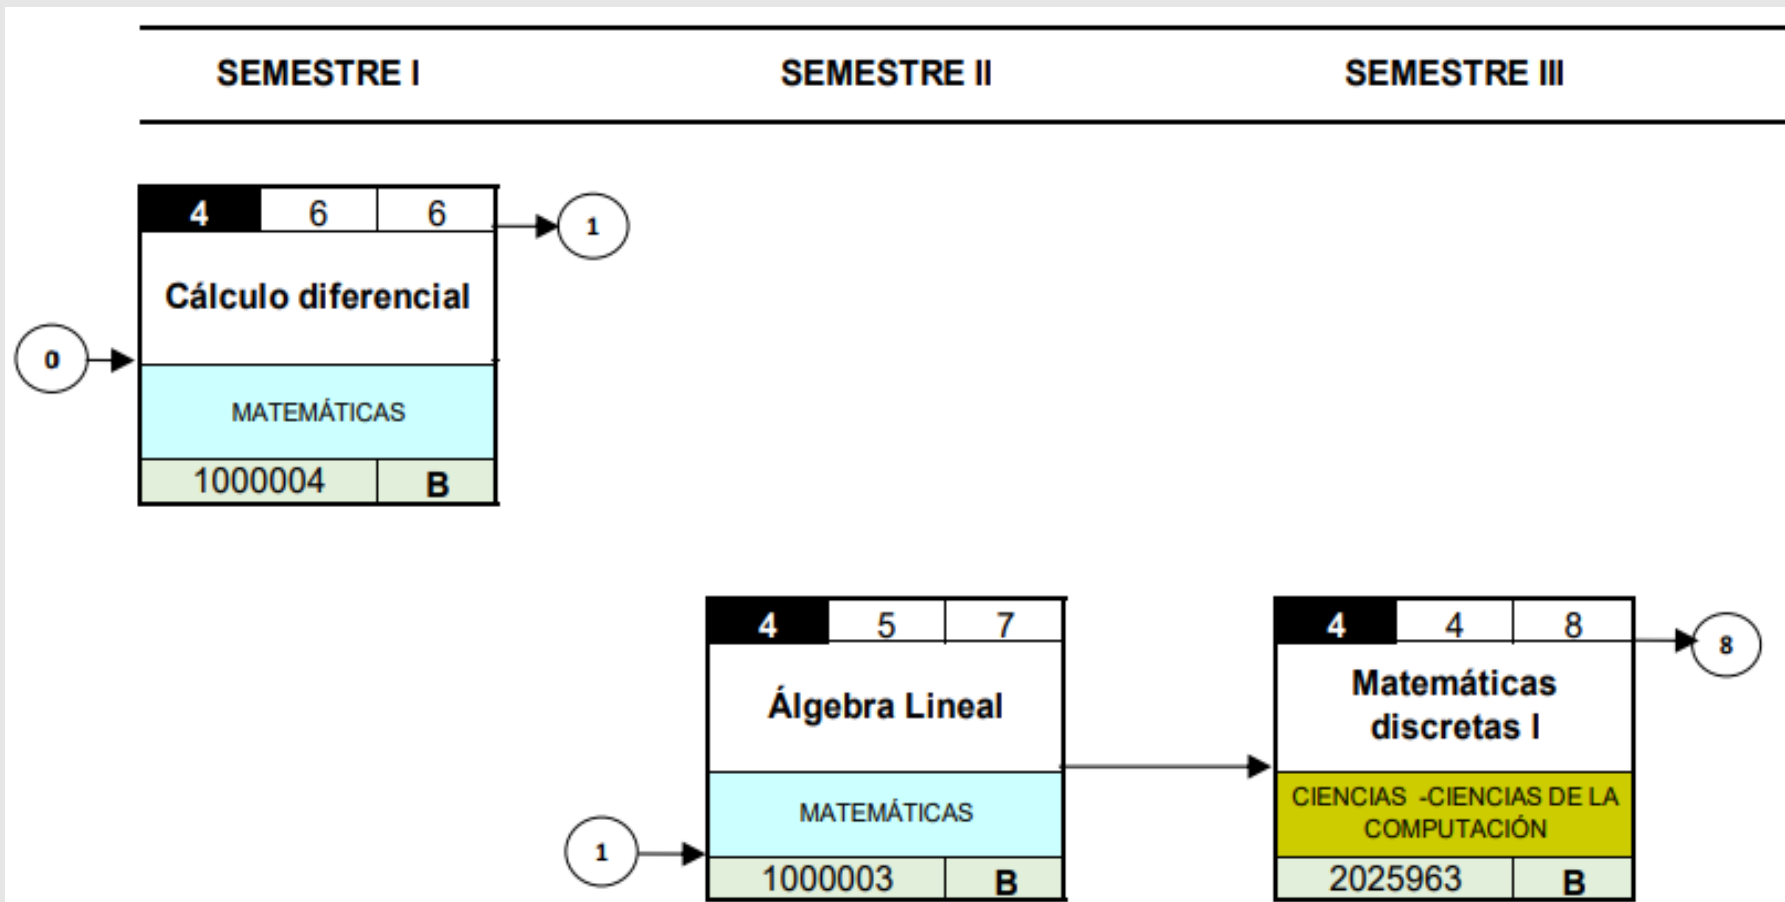 SEMESTRE I
SEMESTRE II
SEMESTRE III
4 6 6
1
Cálculo diferencial
0
MATEMÁTICAS
1000004 B
4 5 7
Álgebra Lineal
MATEMÁTICAS
1
1000003 B
4 4 8
8
Matemáticas
discretas I
CIENCIAS -CIENCIAS DE LA
COMPUTACIÓN
2025963 B